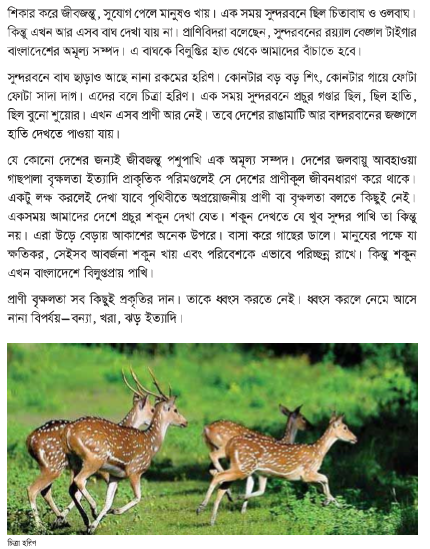 শিকার করে জীবজন্তু, সুযোগ পেলে মানুষও খায়। এক সময় সুন্দরবনে ছিল চিতাবাঘ ও ওলবাঘ।
কিন্তু এখন আর এসব বাঘ দেখা যায় না। প্রাণিবিদরা বলেছেন, সুন্দরবনের রয়্যাল বেঙ্গল টাইগার
বাংলাদেশের অমূল্য সম্পদ। এ বাঘকে বিলুপ্তির হাত থেকে আমাদের বাঁচাতে হবে।
সুন্দরবনে বাঘ ছাড়াও আছে নানা রকমের হরিণ। কোনটার বড় বড় শিং, কোনটার গায়ে ফোটা
ফোটা সাদা দাগ। এদের বলে চিত্রা হরিণ। এক সময় সুন্দরবনে প্রচুর গণ্ডার ছিল, ছিল হাতি,
ছিল বুনো শুয়োর। এখন এসব প্রাণী আর নেই। তবে দেশের রাঙামাটি আর বান্দরবানের জঙ্গলে
হাতি দেখতে পাওয়া যায়।
যে কোনো দেশের জন্যই জীবজন্তু পশুপাখি এক অমূল্য সম্পদ। দেশের জলবায়ু আবহাওয়া
গাছপালা বৃক্ষলতা ইত্যাদি প্রাকৃতিক পরিমণ্ডলেই সে দেশের প্রাণীকূল জীবনধারণ করে থাকে।
একটু লক্ষ করলেই দেখা যাবে পৃথিবীতে অপ্রয়োজনীয় প্রাণী বা বৃক্ষলতা বলতে কিছুই নেই।
একসময় আমাদের দেশে প্রচুর শকুন দেখা যেত। শকুন দেখতে যে খুব সুন্দর পাখি তা কিন্তু
নয়। এরা উড়ে বেড়ায় আকাশের অনেক উপরে। বাসা করে গাছের ডালে। মানুষের পক্ষে যা
ক্ষতিকর, সেইসব আবর্জনা শকুন খায় এবং পরিবেশকে এভাবে পরিচ্ছন্ন রাখে। কিন্তু শকুন
এখন বাংলাদেশে বিলুপ্তপ্রায় পাখি।
প্রাণী বৃক্ষলতা সব কিছুই প্রকৃতির দান। তাকে ধ্বংস করতে নেই। ধ্বংস করলে নেমে আসে
নানা বিপর্যয়—বন্যা, খরা, ঝড় ইত্যাদি।
চিত্রা হরিণ